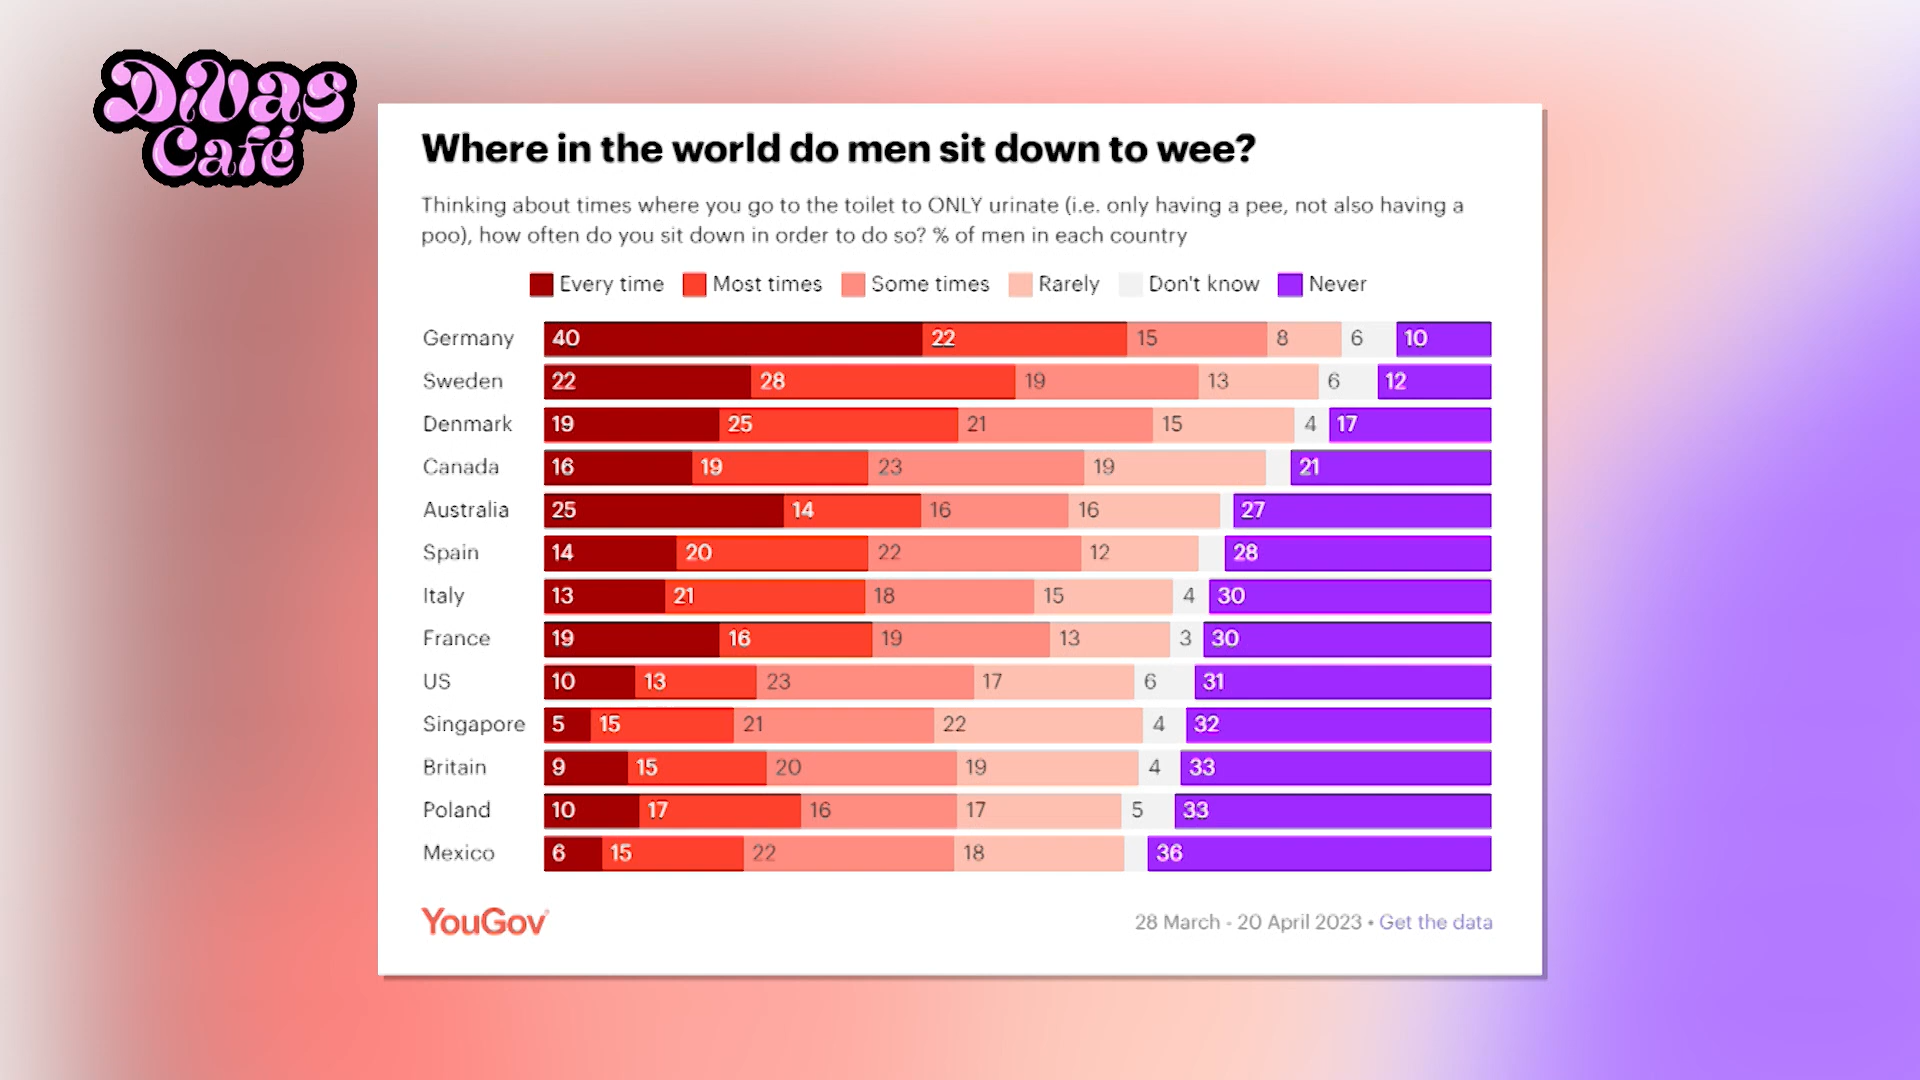 DiVas
Café
Where in the world do men sit down to wee?
Thinking about times where you go to the toilet to ONLY urinate (i.e. only having a pee, not also having a
poo), how often do you sit down in order to do so? % of men in each country
Every time Most times Some times Rarely Don't know Never
Germany 40 22 15 8 6 10
Sweden 22 28 19 13 6 12
Denmark 19 25 21 15 4 17
Canada 16 19 23 19 21
Australia 25 14 16 16 27
Spain 14 20 22 12 28
Italy 13 21 18 15 4 30
France 19 16 19 13 3 30
US 10 13 23 17 6 31
Singapore 5 15 21 22 4 32
Britain 9 15 20 19 4 33
Poland 10 17 16 17 5 33
Mexico 6 15 22 18 36
YouGov
28 March - 20 April 2023 • Get the data